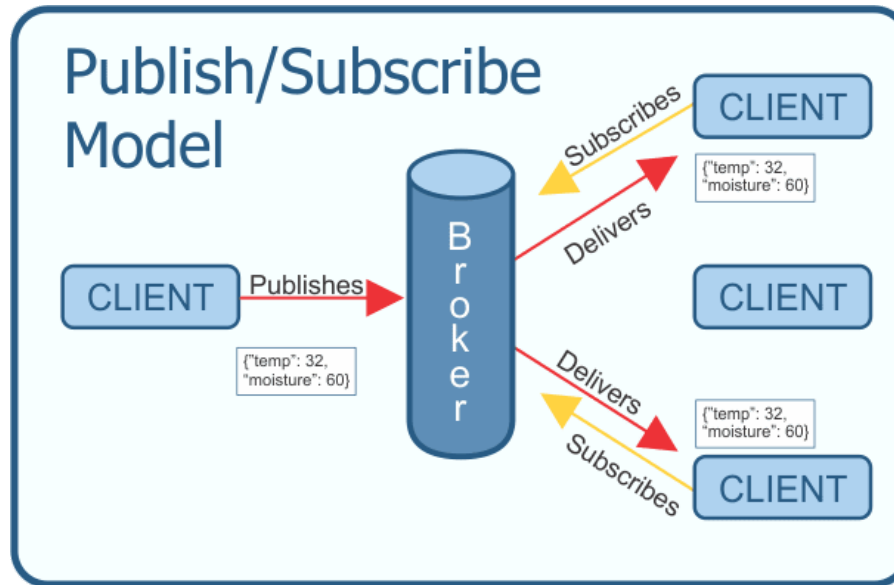 Publish/Subscribe
Model
CLIENT
Publishes
{"temp": 32,
“moisture”: 60}
Broker
Subscribes
Delivers
CLIENT
{"temp": 32,
“moisture”: 60}
CLIENT
Delivers
Subscribes
{"temp": 32,
“moisture”: 60}
CLIENT